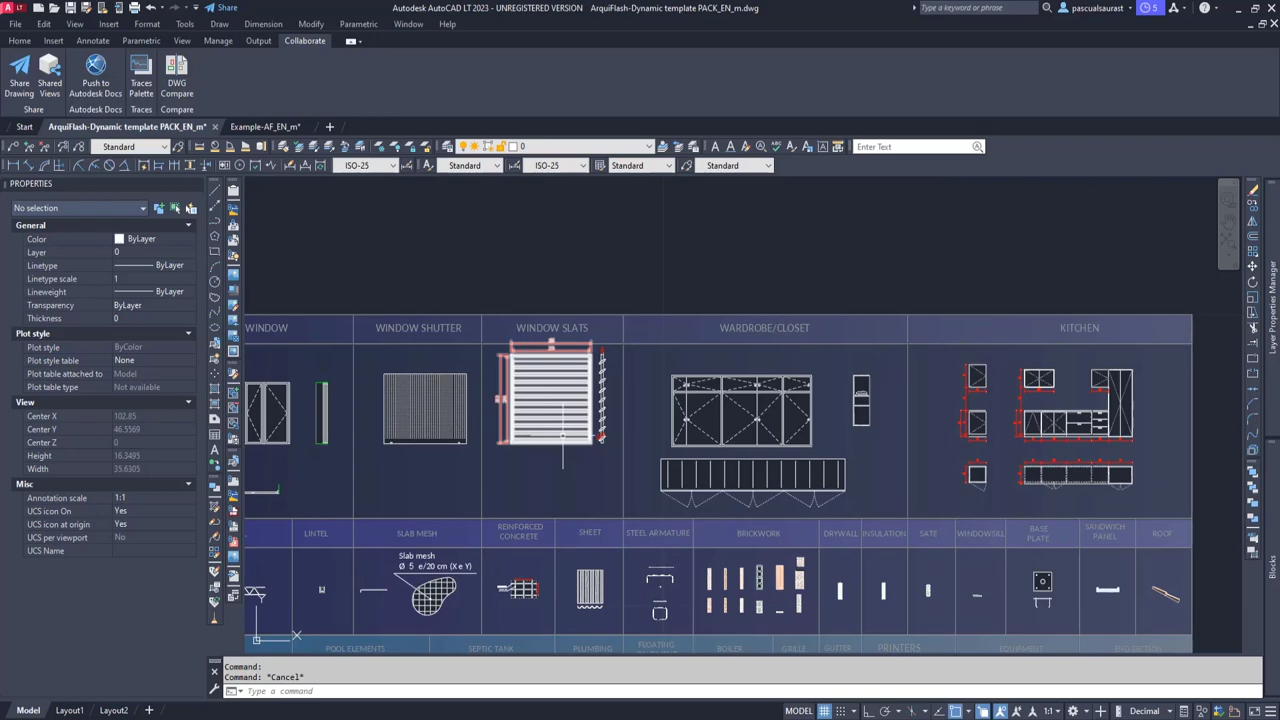 Share
Autodesk AutoCAD LT 2023 - UNREGISTERED VERSION ArquiFlash-Dynamic template PACK_EN_m.dwg
Type a keyword or phrase
pascualsaurast
5
LT
File Edit View Insert Format Tools Draw Dimension Modify Parametric Window Help
Home Insert Annotate Parametric View Manage Output Collaborate
Share Drawing
Shared Views
Push to Autodesk Docs
Traces Palette
DWG Compare
Share Autodesk Docs Traces Compare
Start ArquiFlash-Dynamic template PACK_EN_m* Example-AF_EN_m*
Standard 0 Enter Text
ISO-25 Standard ISO-25 Standard Standard
PROPERTIES
No selection
General
Color ByLayer
Layer 0
Linetype ByLayer
Linetype scale 1
Lineweight ByLayer
Transparency ByLayer
Thickness 0
Plot style
Plot style ByColor
Plot style table None
Plot table attached to Model
Plot table type Not available
View
Center X 102.85
Center Y 46.5569
Center Z 0
Height 16.3495
Width 35.6305
Misc
Annotation scale 1:1
UCS icon On Yes
UCS icon at origin Yes
UCS per viewport No
UCS Name
WINDOW WINDOW SHUTTER WINDOW SLATS WARDROBE/CLOSET KITCHEN
LINTEL SLAB MESH REINFORCED CONCRETE SHEET STEEL ARMATURE BRICKWORK DRYWALL INSULATION SATE WINDOWSILL BASE PLATE SANDWICH PANEL ROOF
Slab mesh
Ø 5 e/20 cm (X e Y)
X
POOL ELEMENTS SEPTIC TANK PLUMBING FLOATING BOILER GRILLE GUTTER PRINTERS EQUIPMENT END SECTION
Layer Properties Manager
Blocks
Command:
Command: *Cancel*
Type a command
Model Layout1 Layout2
MODEL 1:1 Decimal